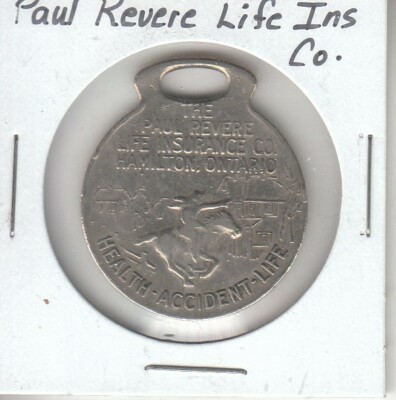 Paul Revere Life Ins
Co.
THE
PAUL REVERE
LIFE INSURANCE CO.
HAMILTON, ONTARIO
HEALTH-ACCIDENT-LIFE